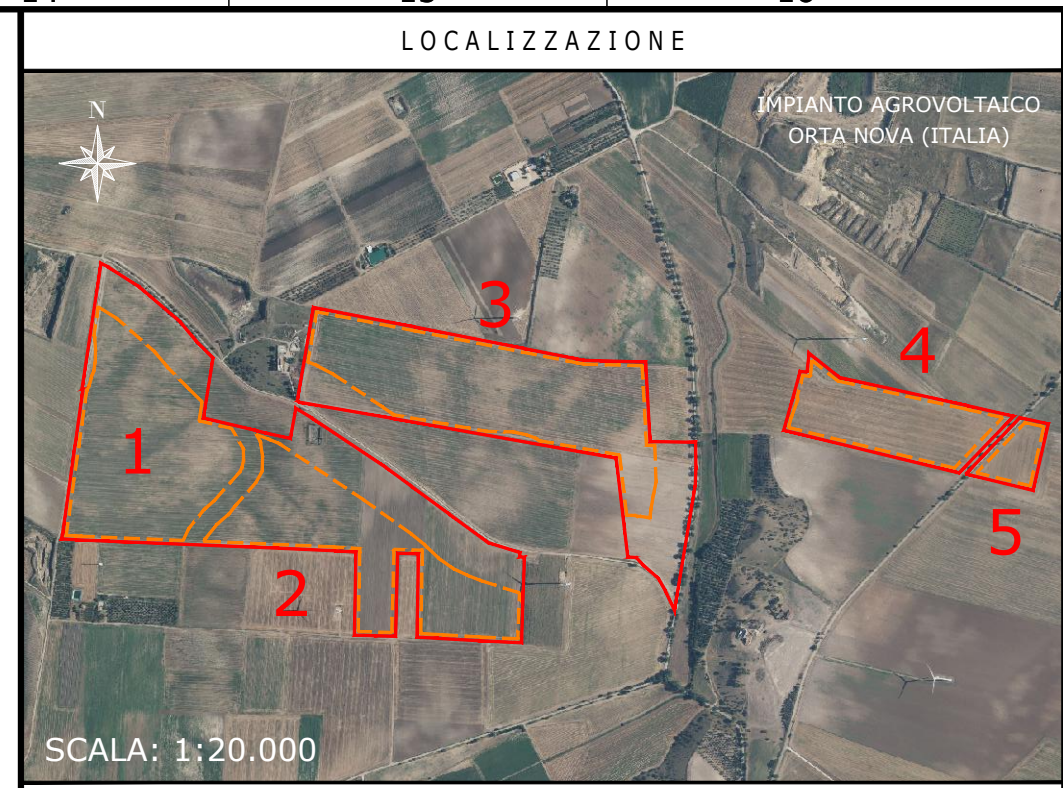 LOCALIZZAZIONE
N
IMPIANTO AGROVOLTAICO
ORTA NOVA (ITALIA)
3
4
1
5
2
SCALA: 1:20.000